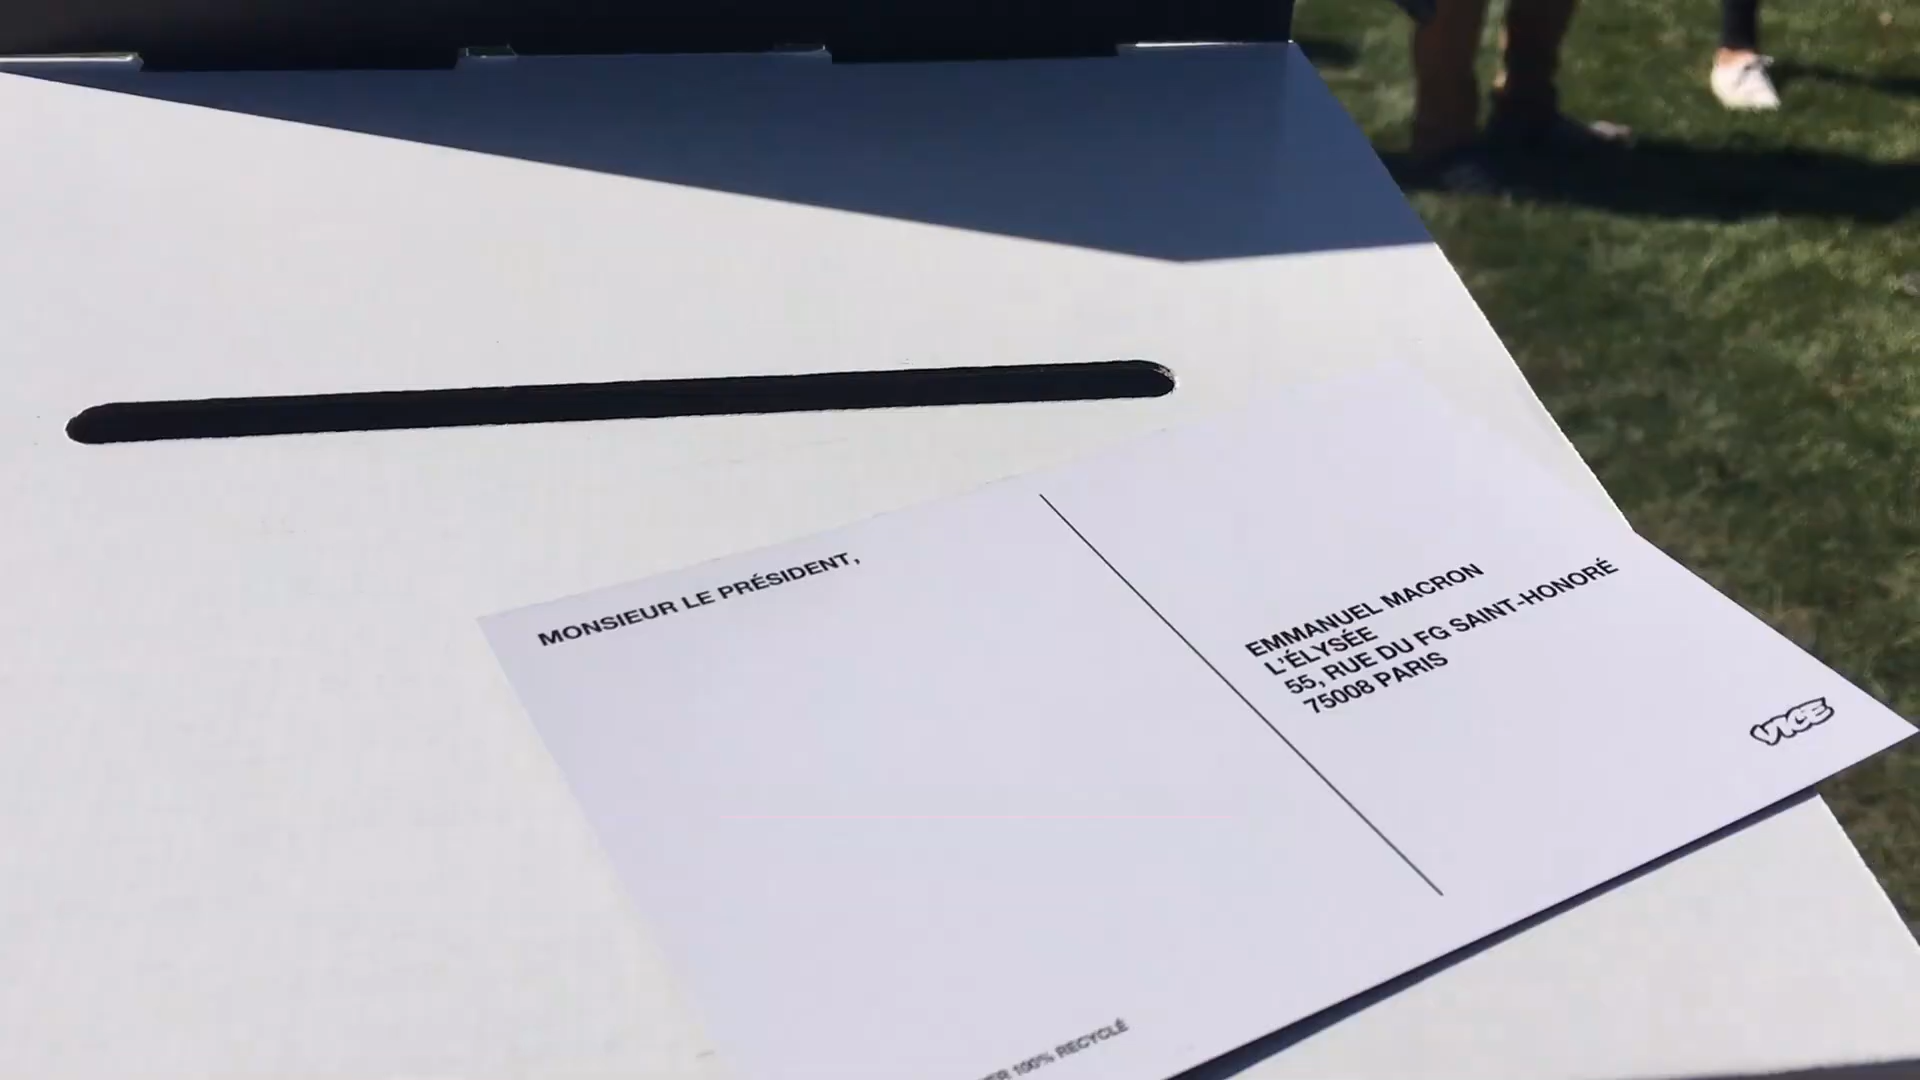 MONSIEUR LE PRÉSIDENT,
EMMANUEL MACRON
L'ÉLYSÉE
55, RUE DU FG SAINT-HONORÉ
75008 PARIS
VICE
100% RECYCLÉ